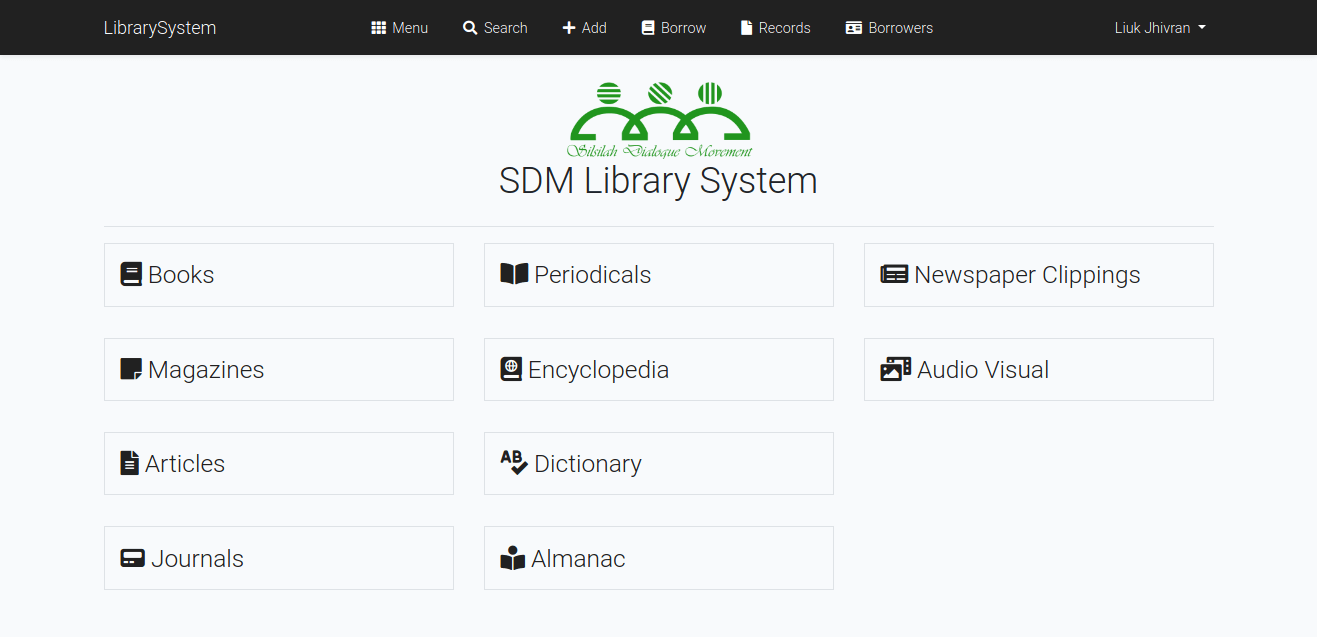 LibrarySystem Menu Search Add Borrow Records Borrowers Liuk Jhivran
Silsilah Dialogue Movement
SDM Library System
Books Periodicals Newspaper Clippings
Magazines Encyclopedia Audio Visual
Articles AB Dictionary
Journals Almanac